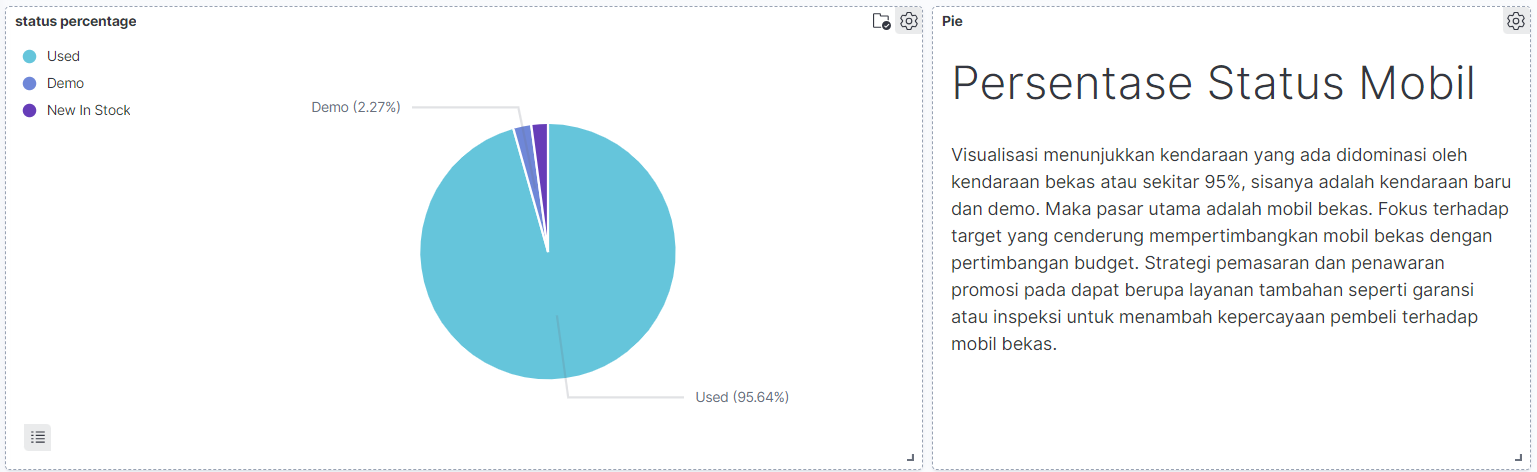 status percentage
Used
Demo
New In Stock
Demo (2.27%)
Used (95.64%)
Pie
Persentase Status Mobil
Visualisasi menunjukkan kendaraan yang ada didominasi oleh
kendaraan bekas atau sekitar 95%, sisanya adalah kendaraan baru
dan demo. Maka pasar utama adalah mobil bekas. Fokus terhadap
target yang cenderung mempertimbangkan mobil bekas dengan
pertimbangan budget. Strategi pemasaran dan penawaran
promosi pada dapat berupa layanan tambahan seperti garansi
atau inspeksi untuk menambah kepercayaan pembeli terhadap
mobil bekas.